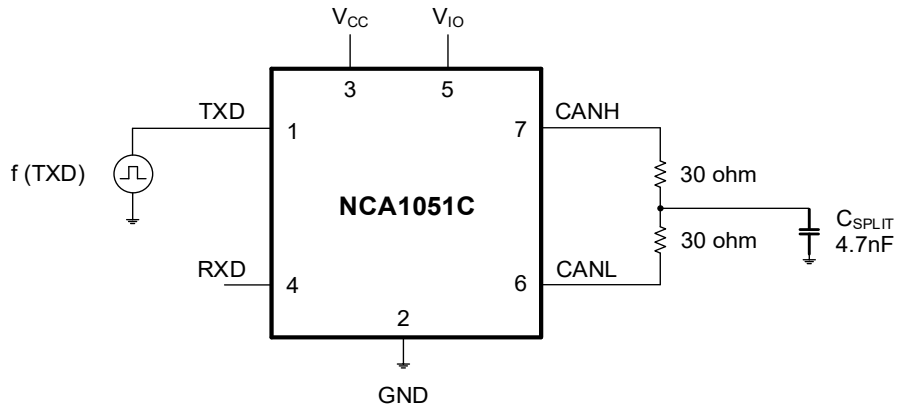 VCC VIO
3 5
TXD 1 7 CANH
f (TXD) 30 ohm
NCA1051C
30 ohm CSPLIT
4.7nF
RXD 4 6 CANL
2
GND